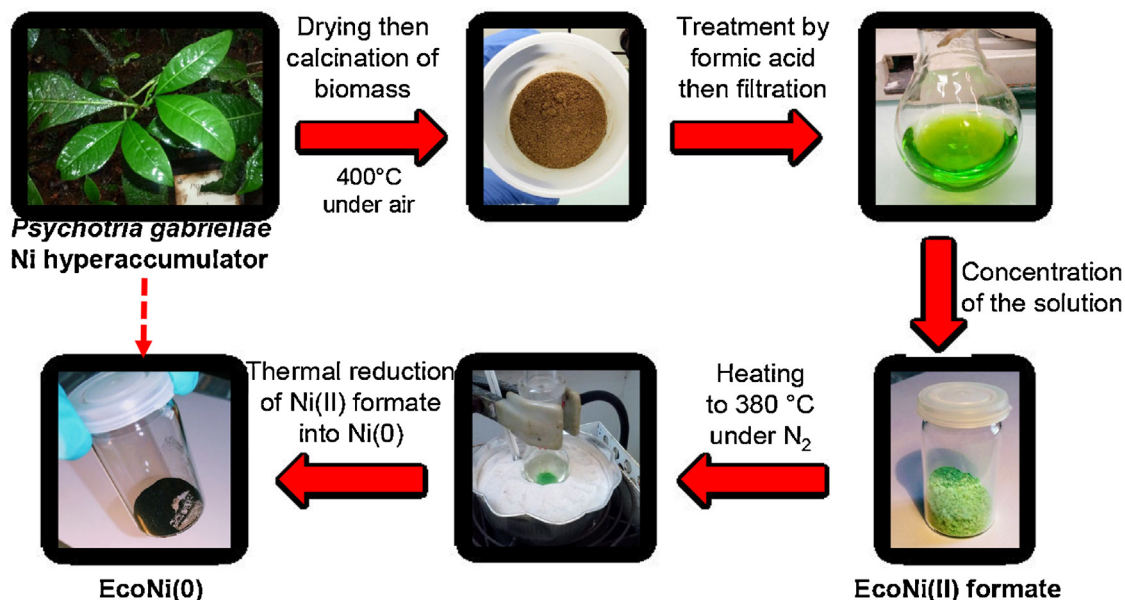 Drying then
calcination of
biomass
400°C
under air
Treatment by
formic acid
then filtration
Psychotria gabriellae
Ni hyperaccumulator
Concentration
of the solution
Thermal reduction
of Ni(II) formate
into Ni(0)
Heating
to 380 °C
under N₂
EcoNi(0)
EcoNi(II) formate